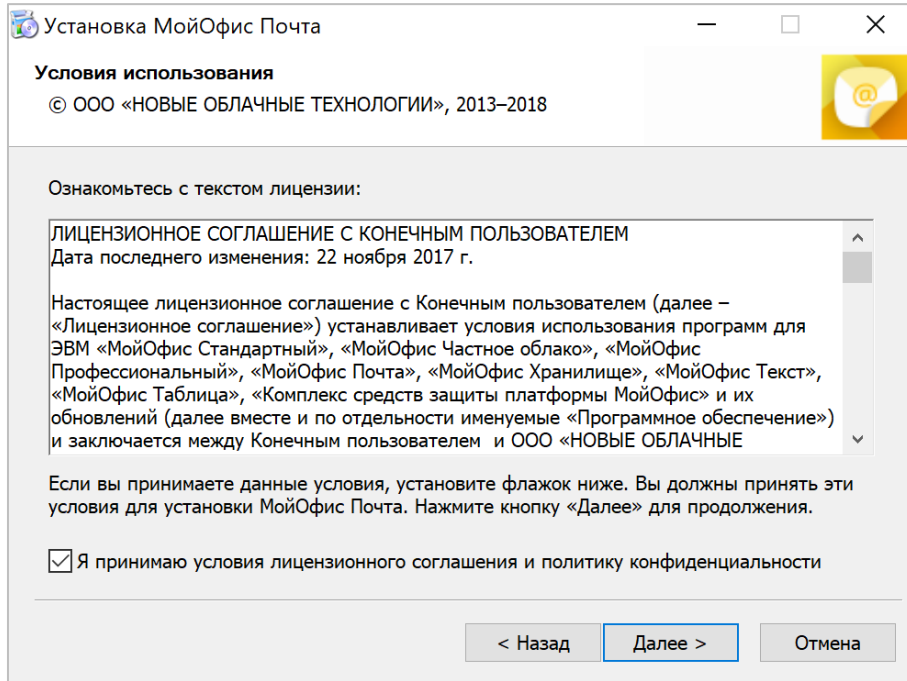 Установка МойОфис Почта
Условия использования
© ООО «НОВЫЕ ОБЛАЧНЫЕ ТЕХНОЛОГИИ», 2013–2018
@
Ознакомьтесь с текстом лицензии:
ЛИЦЕНЗИОННОЕ СОГЛАШЕНИЕ С КОНЕЧНЫМ ПОЛЬЗОВАТЕЛЕМ
Дата последнего изменения: 22 ноября 2017 г.
Настоящее лицензионное соглашение с Конечным пользователем (далее –
«Лицензионное соглашение») устанавливает условия использования программ для
ЭВМ «МойОфис Стандартный», «МойОфис Частное облако», «МойОфис
Профессиональный», «МойОфис Почта», «МойОфис Хранилище», «МойОфис Текст»,
«МойОфис Таблица», «Комплекс средств защиты платформы МойОфис» и их
обновлений (далее вместе и по отдельности именуемые «Программное обеспечение»)
и заключается между Конечным пользователем и ООО «НОВЫЕ ОБЛАЧНЫЕ
Если вы принимаете данные условия, установите флажок ниже. Вы должны принять эти
условия для установки МойОфис Почта. Нажмите кнопку «Далее» для продолжения.
Я принимаю условия лицензионного соглашения и политику конфиденциальности
< Назад
Далее >
Отмена